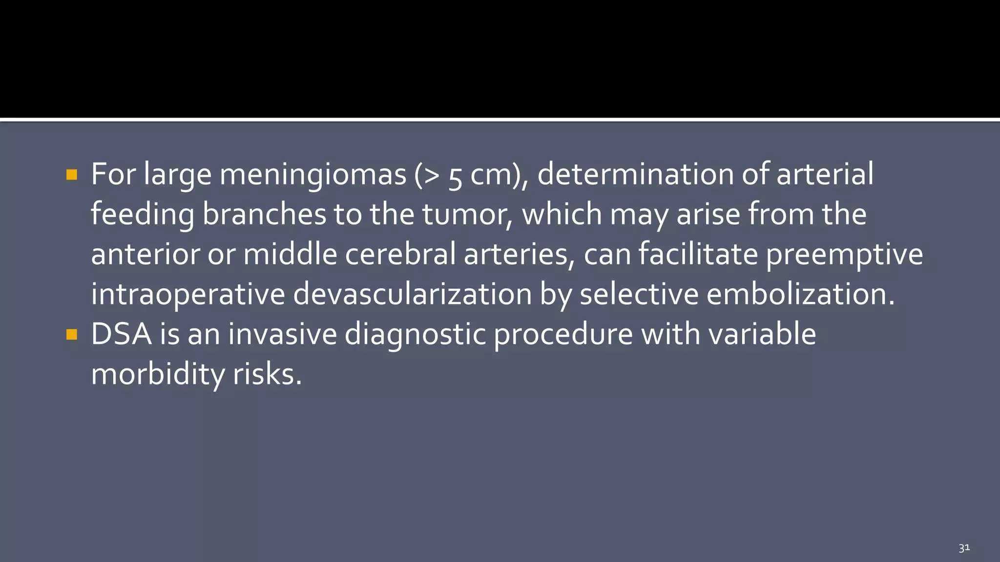 For large meningiomas (> 5 cm), determination of arterial
feeding branches to the tumor, which may arise from the
anterior or middle cerebral arteries, can facilitate preemptive
intraoperative devascularization by selective embolization.
DSA is an invasive diagnostic procedure with variable
morbidity risks.
31